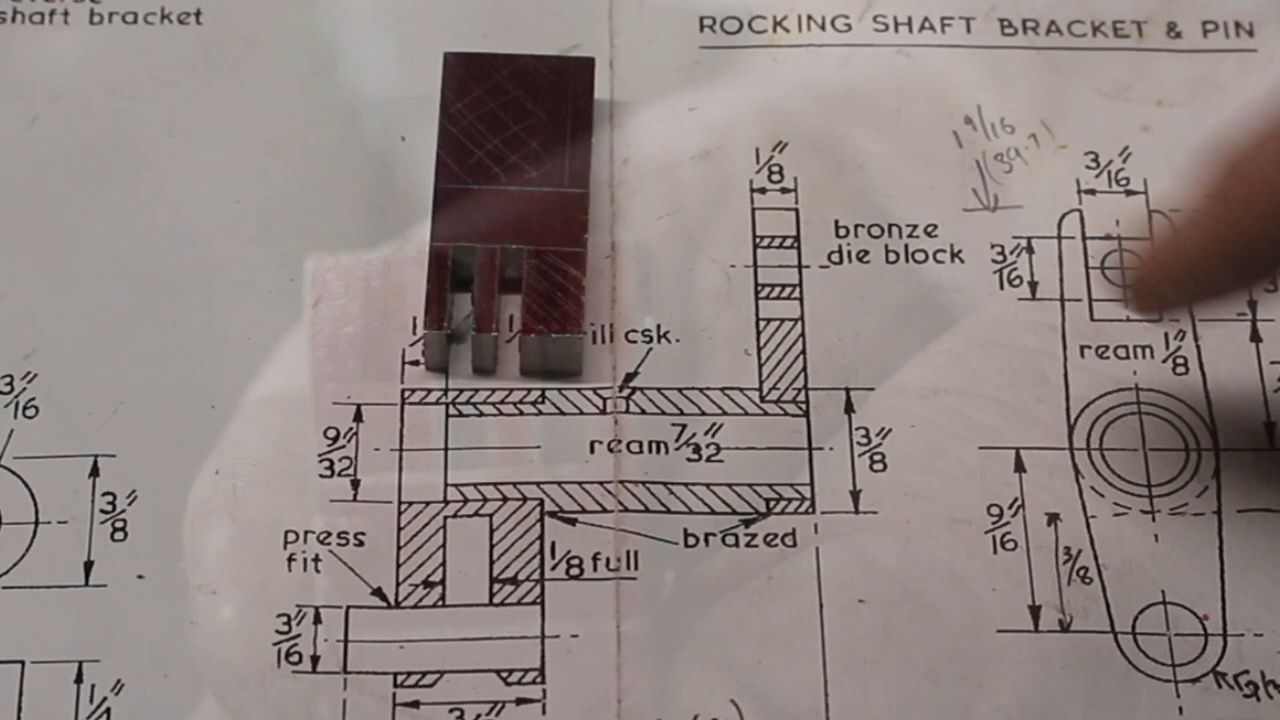 shaft bracket
ROCKING SHAFT BRACKET & PIN
1 9/16
1/8"
3/16"
bronze
die block
3/16"
ream 1/8"
csk.
3/16"
9/32"
ream 7/32"
3/8"
3/8"
press
fit
brazed
1/8" full
9/16"
3/8
3/16"
1/4"